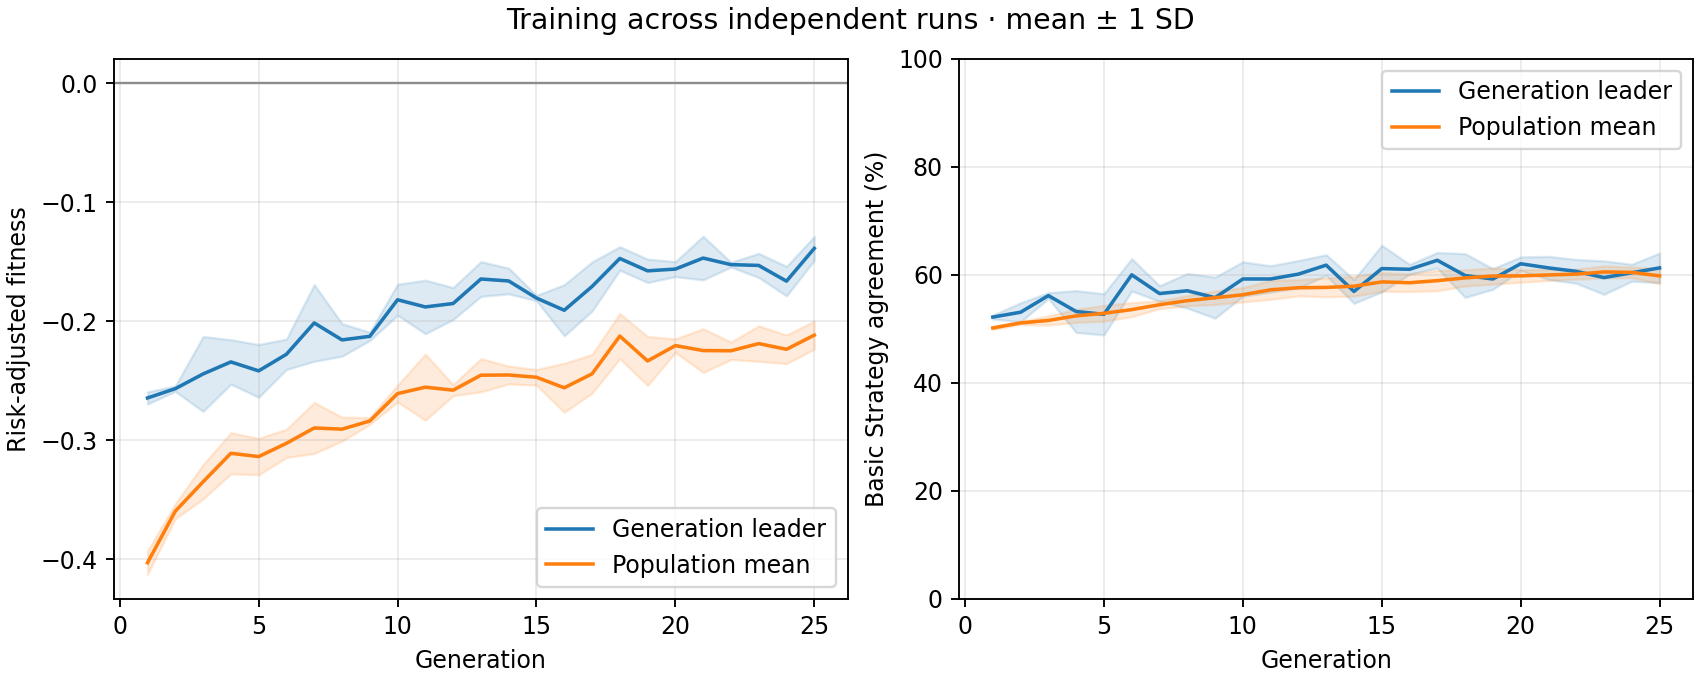 Training across independent runs · mean ± 1 SD
Risk-adjusted fitness
0.0
−0.1
−0.2
−0.3
−0.4
Generation leader
Population mean
0 5 10 15 20 25
Generation
Basic Strategy agreement (%)
100
80
60
40
20
0
Generation leader
Population mean
0 5 10 15 20 25
Generation